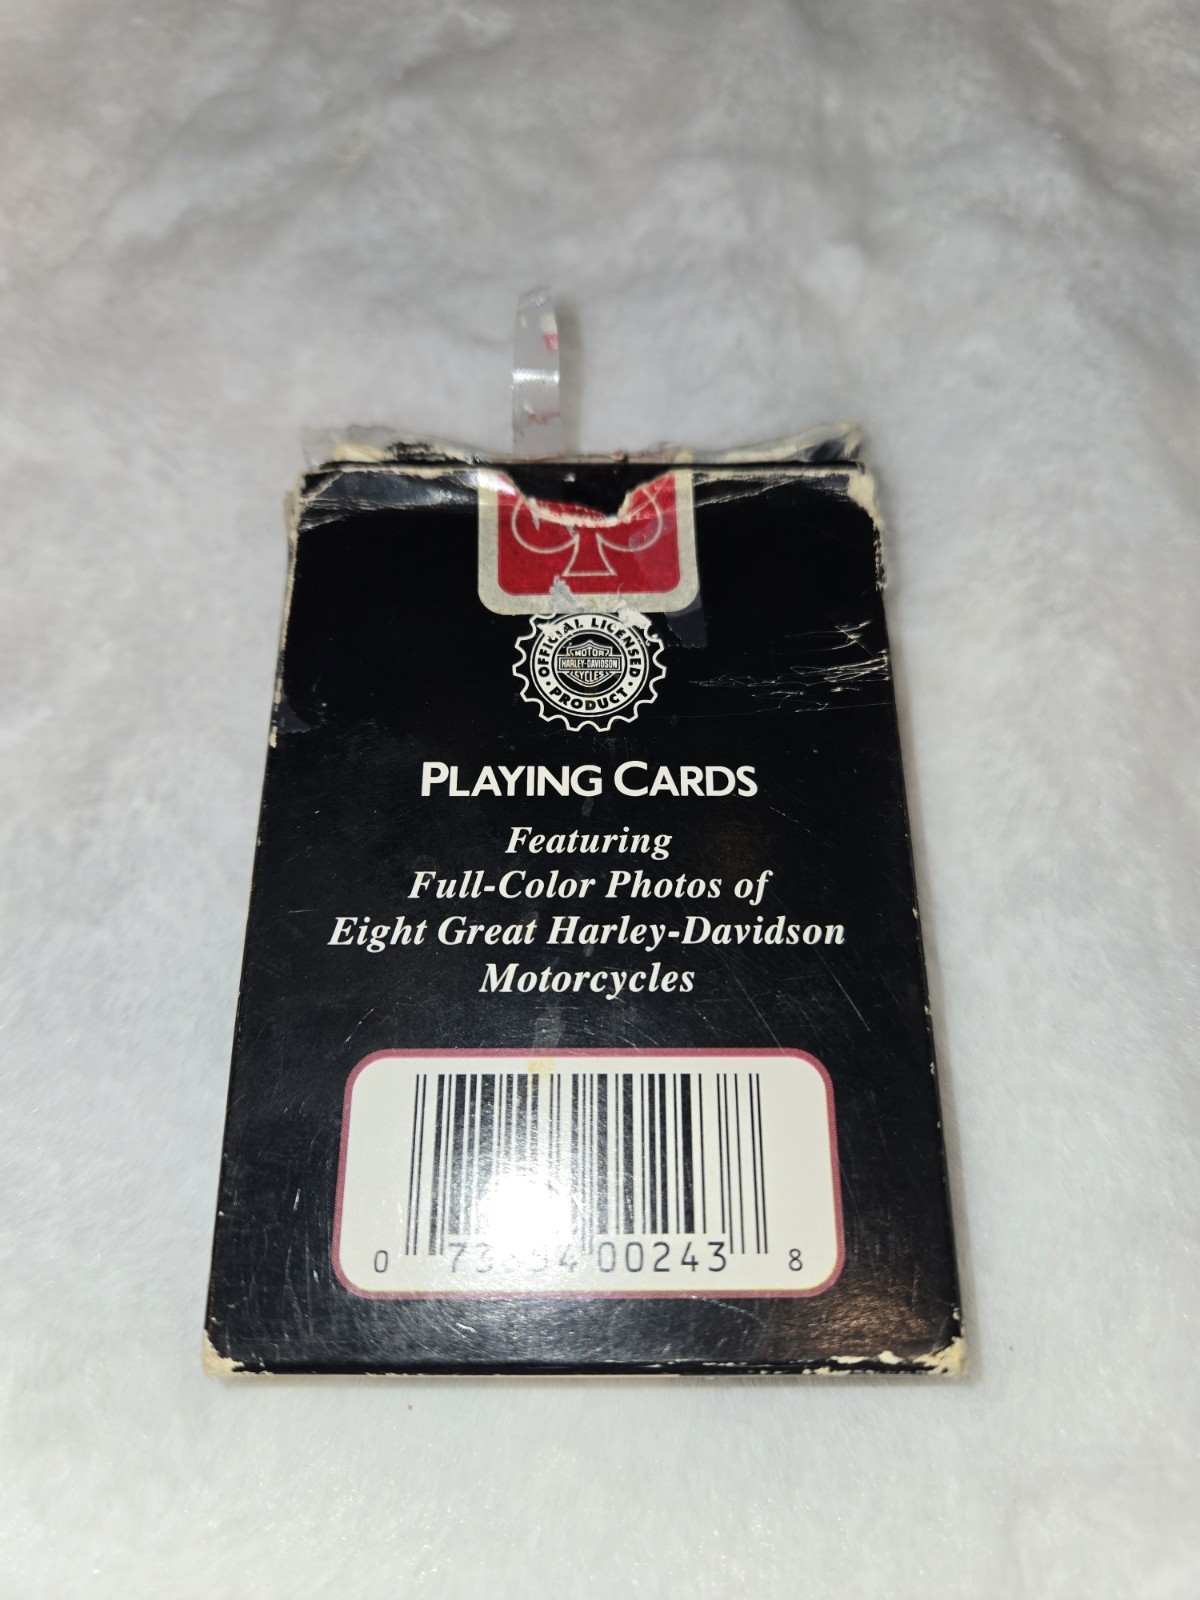 OFFICIAL LICENSED
MOTOR
HARLEY-DAVIDSON
CYCLES
PRODUCT
PLAYING CARDS
Featuring
Full-Color Photos of
Eight Great Harley-Davidson
Motorcycles
0 00243 8